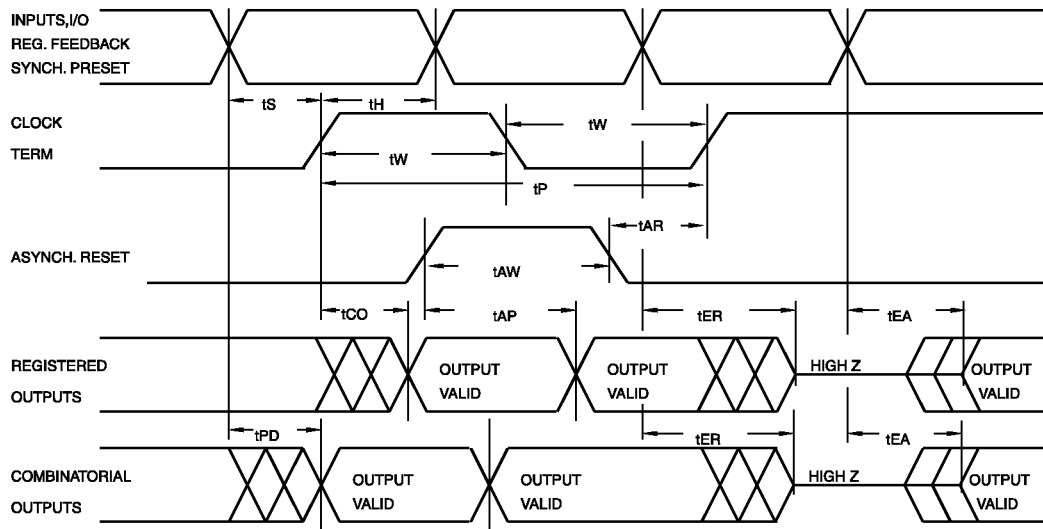 INPUTS,I/O
REG. FEEDBACK
SYNCH. PRESET
tS
tH
CLOCK
TERM
tW
tW
tP
tAR
ASYNCH. RESET
tAW
tCO
tAP
tER
tEA
REGISTERED
OUTPUTS
OUTPUT
VALID
OUTPUT
VALID
HIGH Z
OUTPUT
VALID
tPD
tER
tEA
COMBINATORIAL
OUTPUTS
OUTPUT
VALID
OUTPUT
VALID
HIGH Z
OUTPUT
VALID